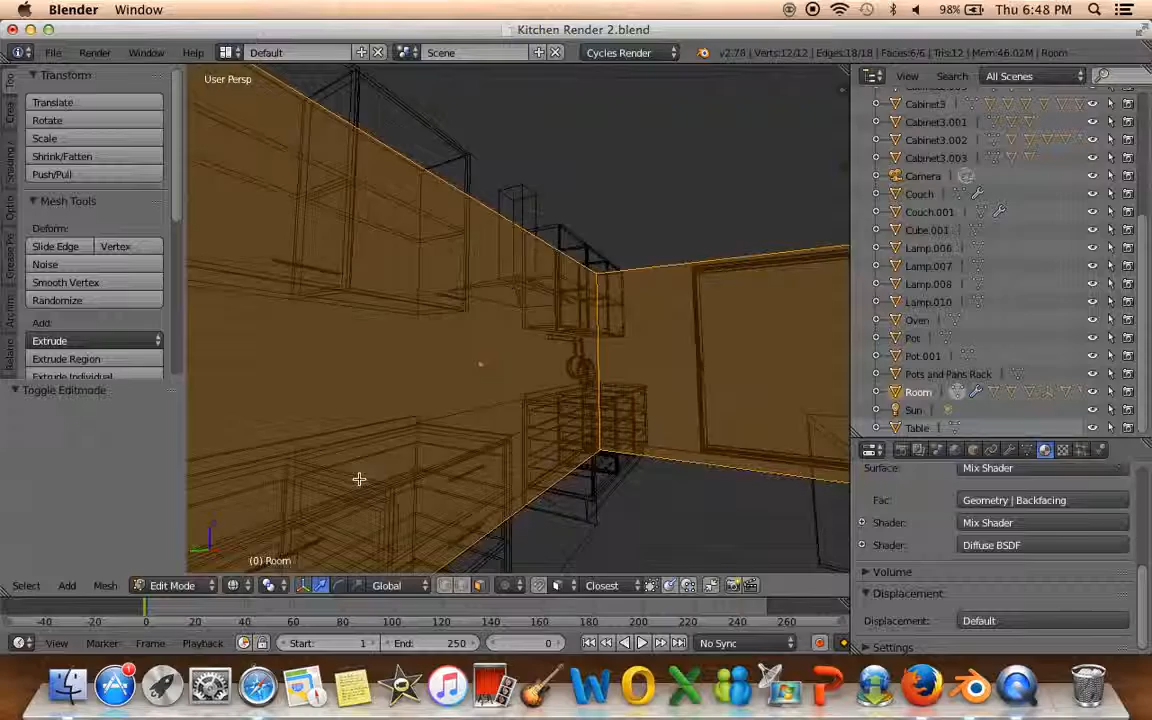 Blender Window 98% Thu 6:48 PM
Kitchen Render 2.blend
File Render Window Help Default Scene Cycles Render v2.78 | Verts:12/12 | Edges:18/18 | Faces:6/6 | Tris:12 | Mem:46.02M | Room
Transform
Translate
Rotate
Scale
Shrink/Fatten
Push/Pull
Mesh Tools
Deform:
Slide Edge Vertex
Noise
Smooth Vertex
Randomize
Add:
Extrude
Extrude Region
Extrude Individual
Toggle Editmode
User Persp
(0) Room
View Search All Scenes
Cabinet3
Cabinet3.001
Cabinet3.002
Cabinet3.003
Camera
Couch
Couch.001
Cube.001
Lamp.006
Lamp.007
Lamp.008
Lamp.010
Oven
Pot
Pot.001
Pots and Pans Rack
Room
Sun
Table
Surface: Mix Shader
Fac: Geometry | Backfacing
Shader: Mix Shader
Shader: Diffuse BSDF
Volume
Displacement
Displacement: Default
Settings
Select Add Mesh Edit Mode Global Closest
-40 -20 0 20 40 60 80 100 120 140 160 180 200 220 240 260
View Marker Frame Playback Start: 1 End: 250 0 No Sync